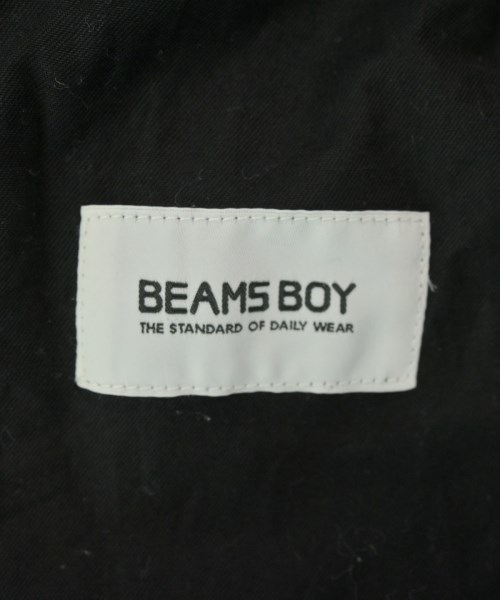 BEAMS BOY
THE STANDARD OF DAILY WEAR